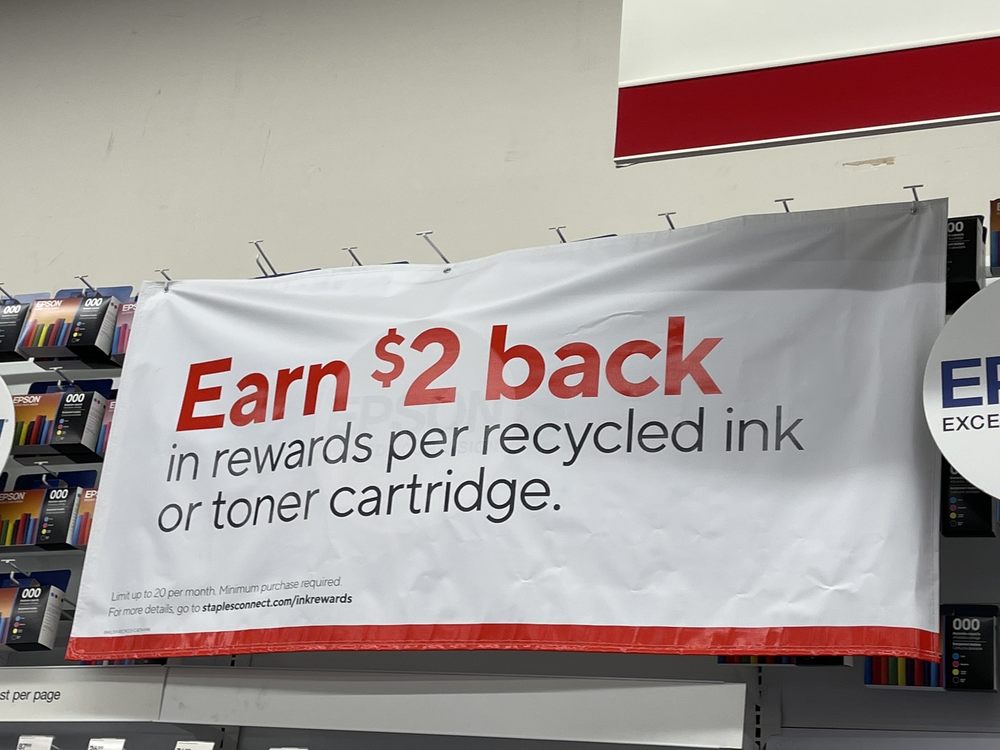 Earn $2 back
in rewards per recycled ink
or toner cartridge.
Limit up to 20 per month. Minimum purchase required.
For more details, go to staplesconnect.com/inkrewards
EPSON
000
EPSON
000
EPSON
000
000
000
EXCE
000
st per page